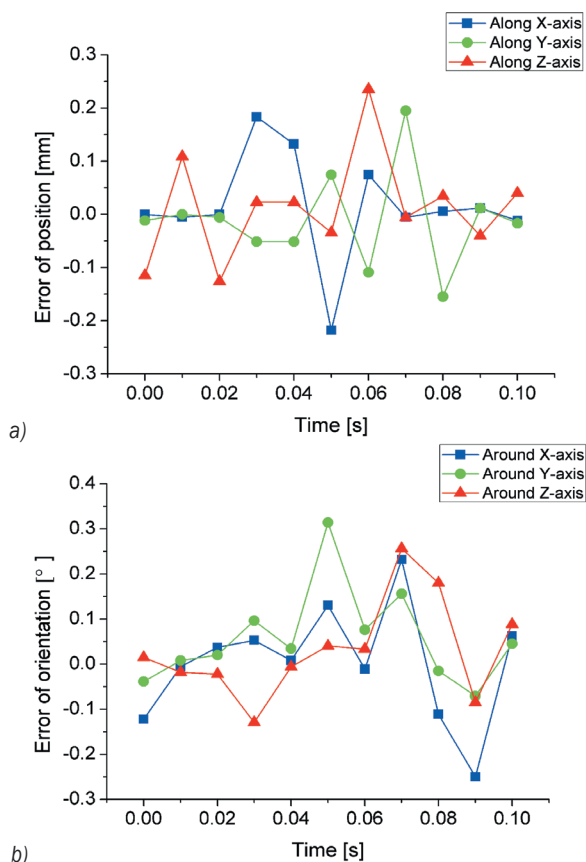 Along X-axis
Along Y-axis
Along Z-axis
0.3
0.2
0.1
0.0
-0.1
-0.2
-0.3
Error of position [mm]
0.00 0.02 0.04 0.06 0.08 0.10
Time [s]
a)
Around X-axis
Around Y-axis
Around Z-axis
0.4
0.3
0.2
0.1
0.0
-0.1
-0.2
-0.3
Error of orientation [°]
0.00 0.02 0.04 0.06 0.08 0.10
Time [s]
b)